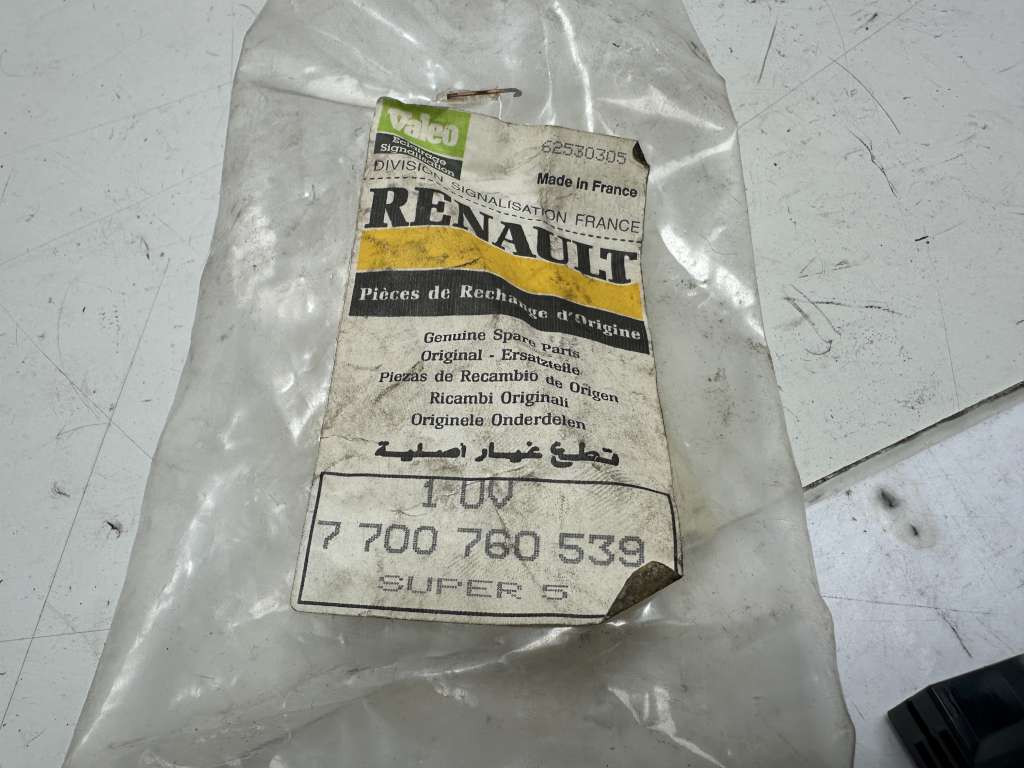 Valeo
Eclairage
Signalisation
62530305
Made in France
DIVISION SIGNALISATION FRANCE
RENAULT
Pièces de Rechange d'Origine
Genuine Spare Parts
Original - Ersatzteile
Piezas de Recambio de Origen
Ricambi Originali
Originele Onderdelen
قطع غيار أصلية
1 UV
7 700 760 539
SUPER 5